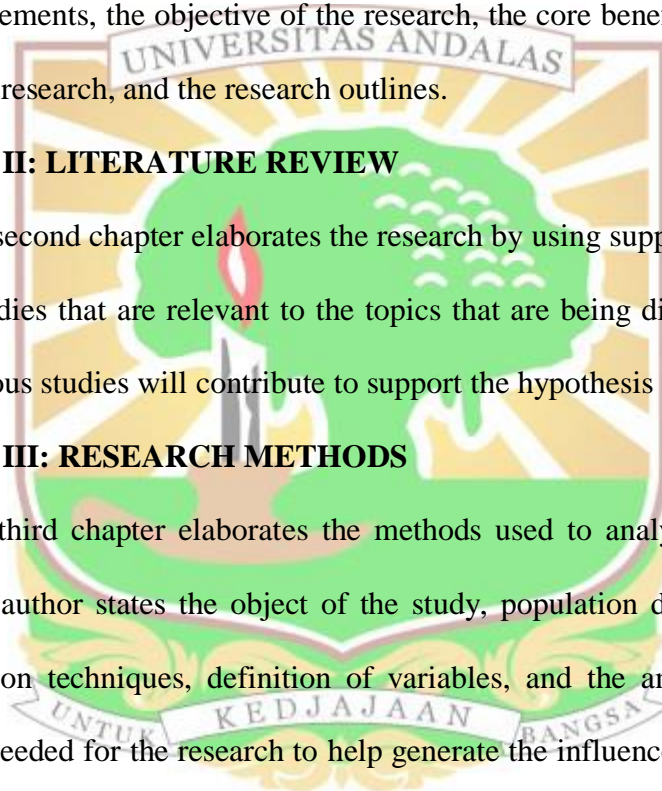 ements, the objective of the research, the core bene
UNIVERSITAS ANDALAS
research, and the research outlines.
II: LITERATURE REVIEW
second chapter elaborates the research by using supp
dies that are relevant to the topics that are being di
ous studies will contribute to support the hypothesis
III: RESEARCH METHODS
third chapter elaborates the methods used to analy
author states the object of the study, population d
on techniques, definition of variables, and the an
UNTUK KEDJAJAAN BANGSA
eeded for the research to help generate the influence